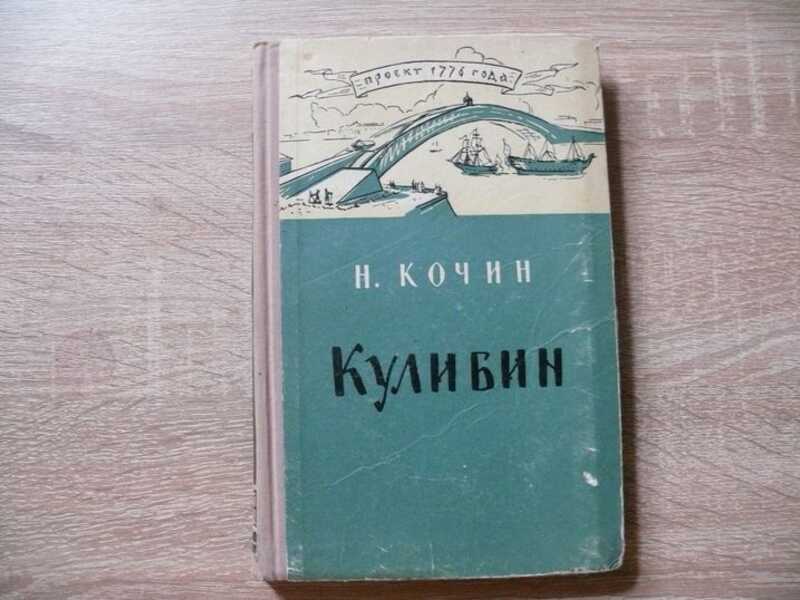 проект 1776 года
Н. КОЧИН
Кулибин